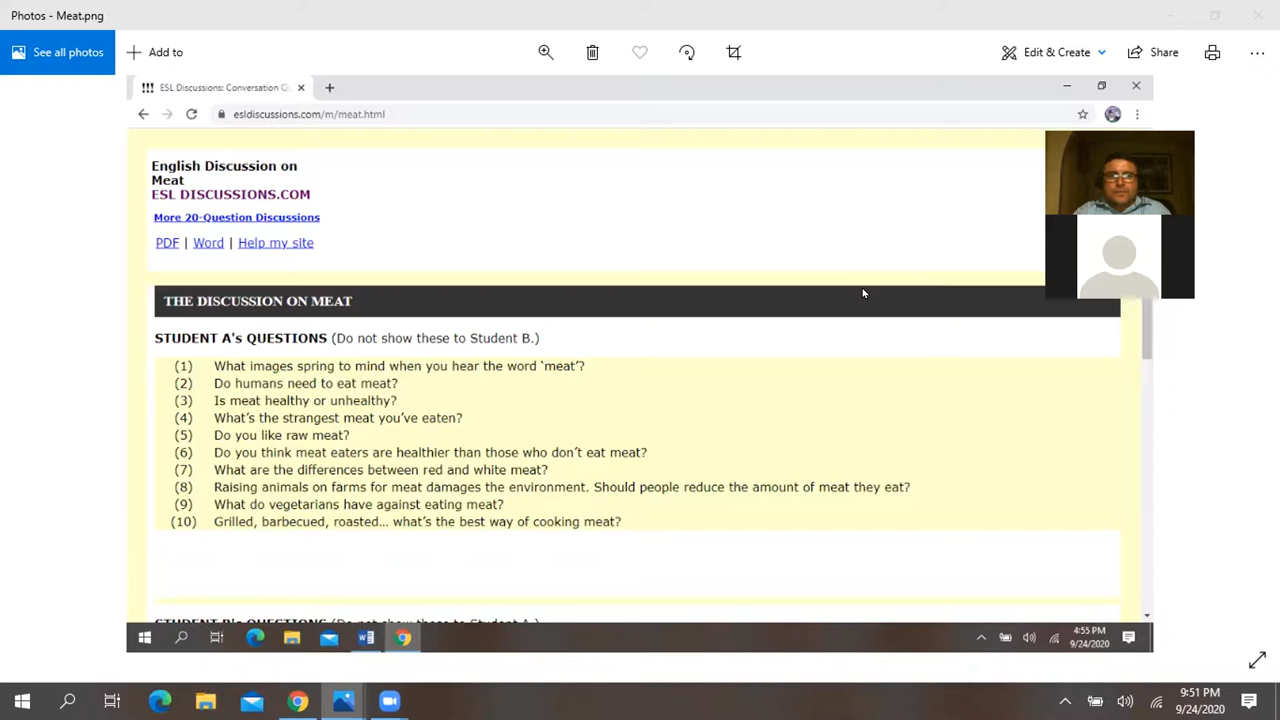 Photos - Meat.png
See all photos
Add to
Edit & Create
Share
ESL Discussions: Conversation Q
esldiscussions.com/m/meat.html
English Discussion on
Meat
ESL DISCUSSIONS.COM
More 20-Question Discussions
PDF | Word | Help my site
THE DISCUSSION ON MEAT
STUDENT A's QUESTIONS (Do not show these to Student B.)
(1) What images spring to mind when you hear the word ‘meat’?
(2) Do humans need to eat meat?
(3) Is meat healthy or unhealthy?
(4) What’s the strangest meat you’ve eaten?
(5) Do you like raw meat?
(6) Do you think meat eaters are healthier than those who don’t eat meat?
(7) What are the differences between red and white meat?
(8) Raising animals on farms for meat damages the environment. Should people reduce the amount of meat they eat?
(9) What do vegetarians have against eating meat?
(10) Grilled, barbecued, roasted… what’s the best way of cooking meat?
STUDENT B's QUESTIONS (Do not show these to Student A.)
4:55 PM
9/24/2020
9:51 PM
9/24/2020